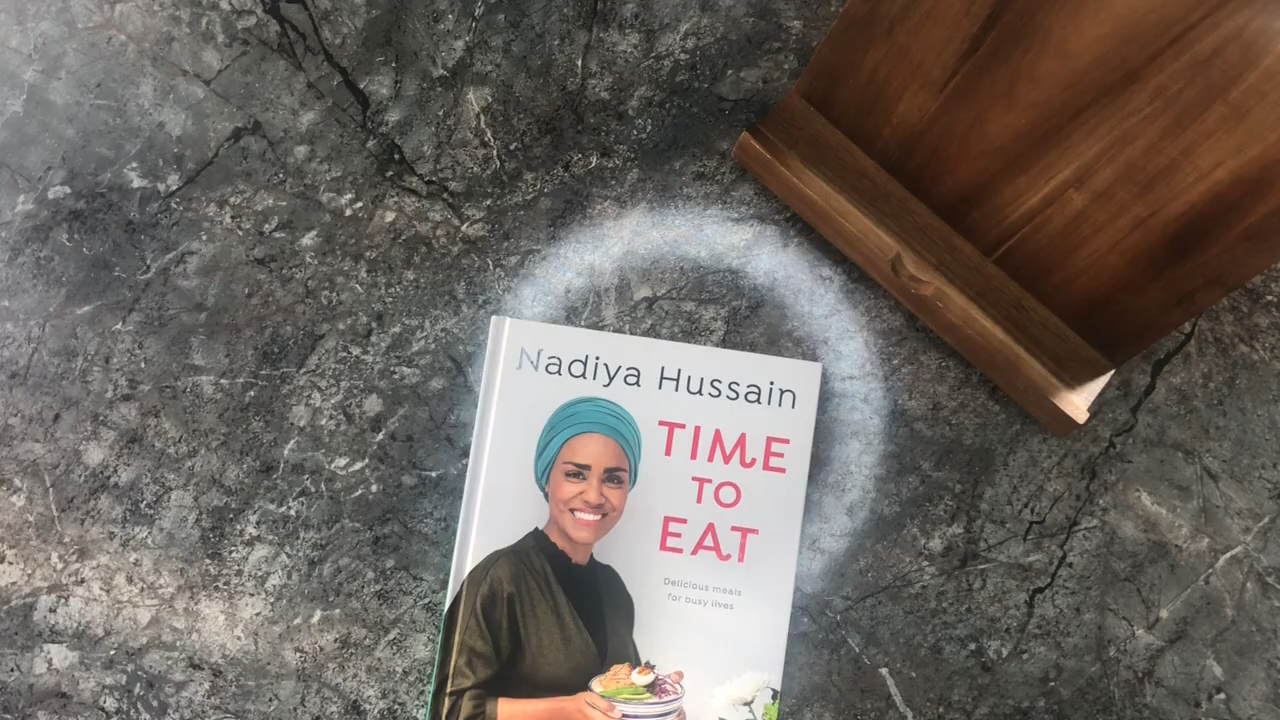 Nadiya Hussain
TIME
TO
EAT
Delicious meals
for busy lives